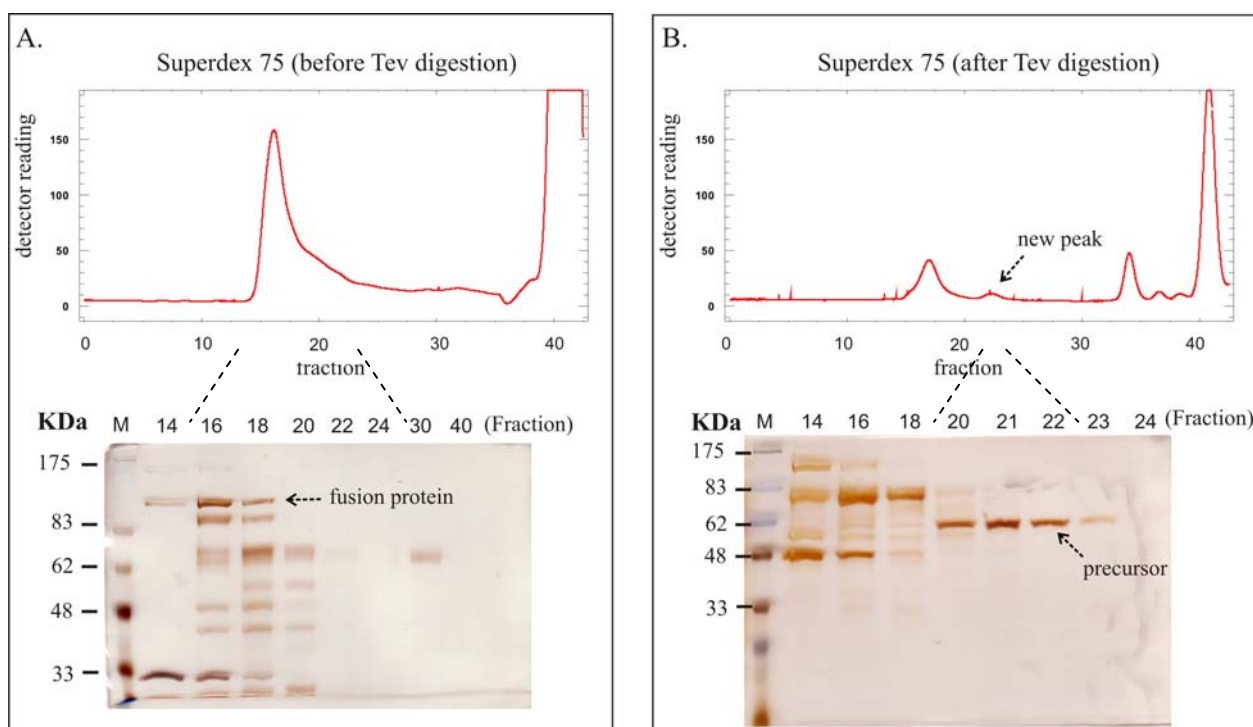 A.
Superdex 75 (before Tev digestion)
detector reading
150
100
50
0
0 10 20 30 40
fraction
KDa M 14 16 18 20 22 24 30 40 (Fraction)
175
fusion protein
83
62
48
33
B.
Superdex 75 (after Tev digestion)
detector reading
150
100
50
0
new peak
0 10 20 30 40
fraction
KDa M 14 16 18 20 21 22 23 24 (Fraction)
175
83
62
48
precursor
33